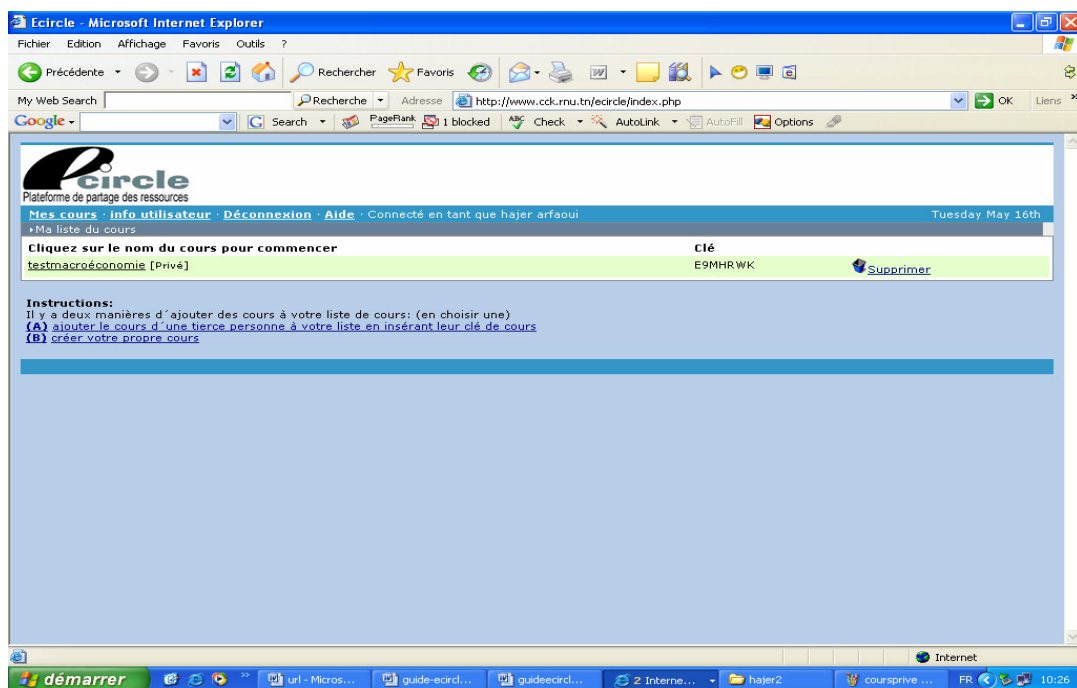 Ecircle - Microsoft Internet Explorer
Fichier Edition Affichage Favoris Outils ?
Précédente Rechercher Favoris
My Web Search Recherche Adresse http://www.cck.rnu.tn/ecircle/index.php OK Liens »
Google Search PageRank 1 blocked ABC Check AutoLink AutoFill Options
ecircle
Plateforme de partage des ressources
Mes cours · info utilisateur · Déconnexion · Aide · Connecté en tant que hajer arfaoui Tuesday May 16th
Ma liste du cours
Cliquez sur le nom du cours pour commencer Clé
testmacroéconomie [Privé] E9MHRWK Supprimer
Instructions:
Il y a deux manières d´ajouter des cours à votre liste de cours: (en choisir une)
(A) ajouter le cours d´une tierce personne à votre liste en insérant leur clé de cours
(B) créer votre propre cours
Internet
démarrer » url - Micros... guide-ecircl... guideecircl... 2 Interne... hajer2 coursprive ... FR 10:26